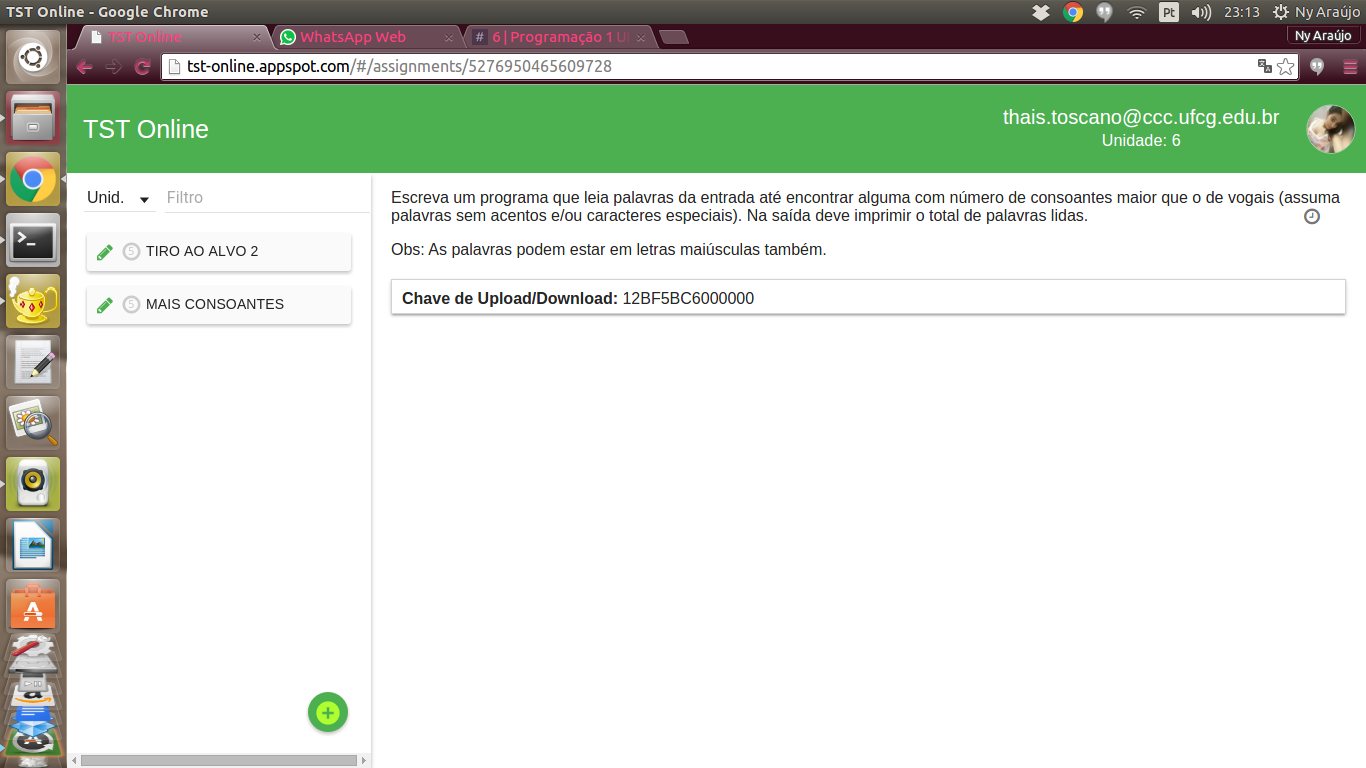 TST Online - Google Chrome
Pt
23:13
Ny Araújo
TST Online
WhatsApp Web
# 6 | Programação 1 U
Ny Araújo
tst-online.appspot.com/#/assignments/5276950465609728
TST Online
thais.toscano@ccc.ufcg.edu.br
Unidade: 6
Unid.
Filtro
5 TIRO AO ALVO 2
5 MAIS CONSOANTES
Escreva um programa que leia palavras da entrada até encontrar alguma com número de consoantes maior que o de vogais (assuma
palavras sem acentos e/ou caracteres especiais). Na saída deve imprimir o total de palavras lidas.
Obs: As palavras podem estar em letras maiúsculas também.
Chave de Upload/Download: 12BF5BC6000000